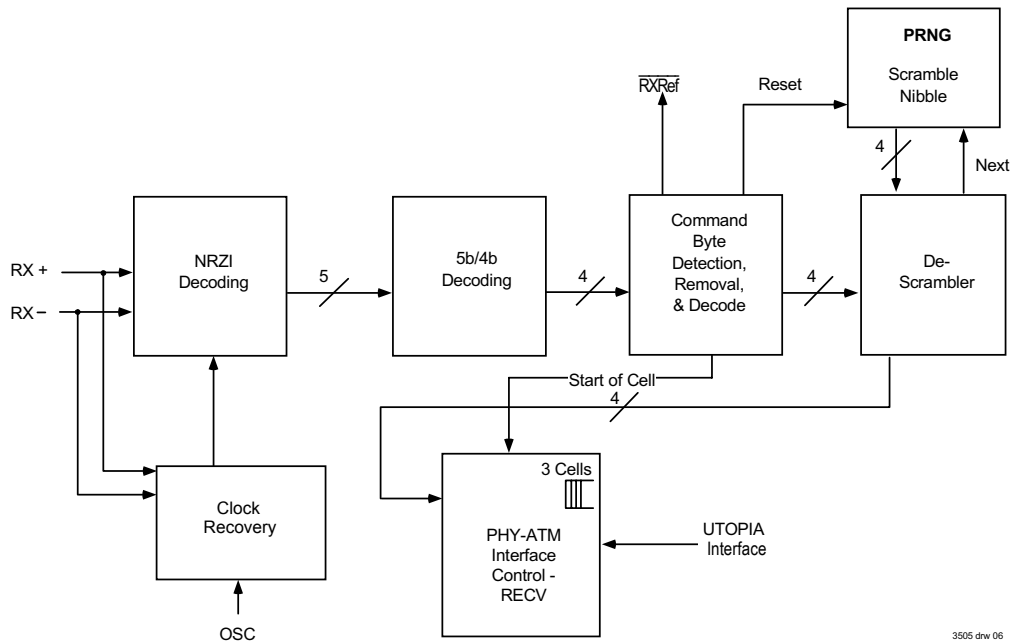 PRNG
Scramble
Nibble
R̅X̅R̅e̅f̅
Reset
4
Next
RX +
RX –
NRZI
Decoding
5
5b/4b
Decoding
4
Command
Byte
Detection,
Removal,
& Decode
4
De-
Scrambler
Start of Cell
4
Clock
Recovery
OSC
3 Cells
PHY-ATM
Interface
Control -
RECV
UTOPIA
Interface
3505 drw 06